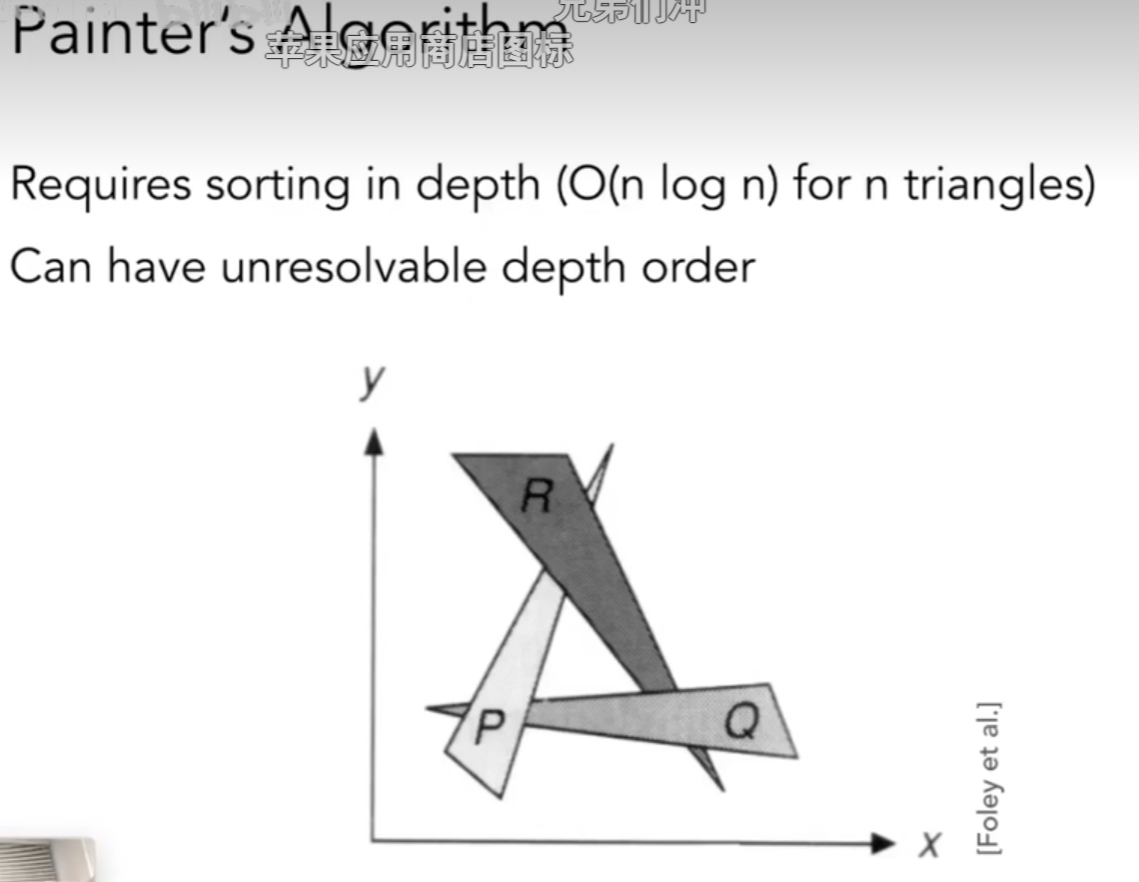 Painter's Algorithm
兄弟们冲
苹果应用商店图标
Requires sorting in depth (O(n log n) for n triangles)
Can have unresolvable depth order
y
R
P
Q
X
[Foley et al.]